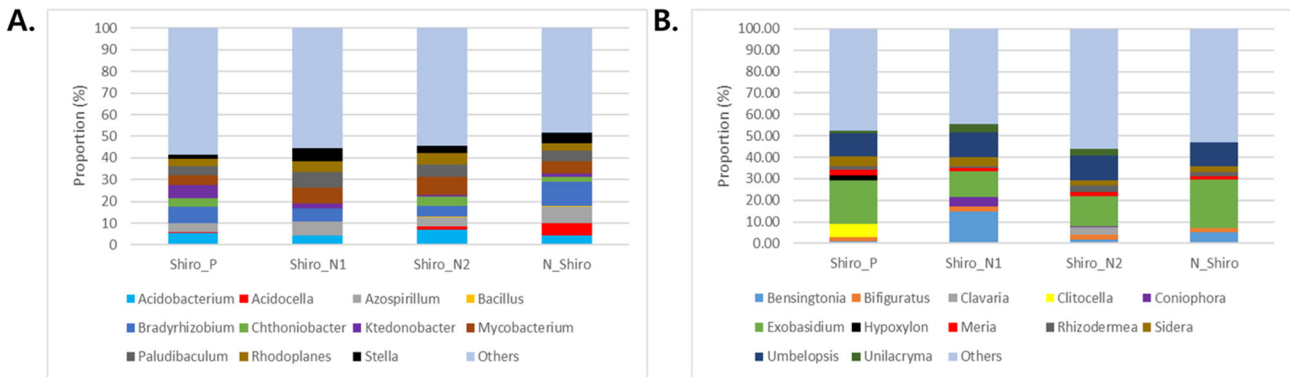 A.
100
90
80
70
60
50
40
30
20
10
0
Proportion (%)
Shiro_P Shiro_N1 Shiro_N2 N_Shiro
Acidobacterium Acidocella Azospirillum Bacillus
Bradyrhizobium Chthoniobacter Ktedonobacter Mycobacterium
Paludibaculum Rhodoplanes Stella Others
B.
100.00
90.00
80.00
70.00
60.00
50.00
40.00
30.00
20.00
10.00
0.00
Proportion (%)
Shiro_P Shiro_N1 Shiro_N2 N_Shiro
Bensingtonia Bifiguratus Clavaria Clitocella Coniophora
Exobasidium Hypoxylon Meria Rhizodermea Sidera
Umbelopsis Unilacryma Others